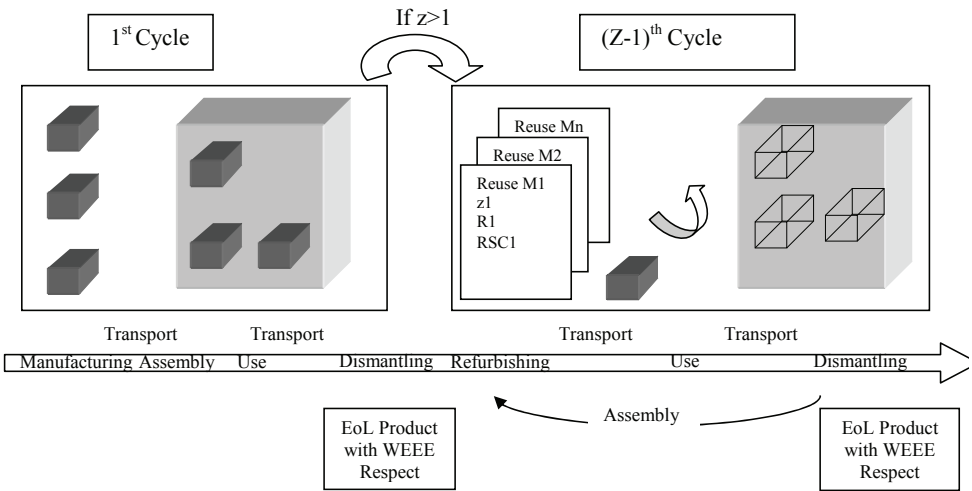 1st Cycle
If z>1
(Z-1)th Cycle
Reuse Mn
Reuse M2
Reuse M1
z1
R1
RSC1
Transport
Transport
Transport
Transport
Manufacturing
Assembly
Use
Dismantling
Refurbishing
Use
Dismantling
Assembly
EoL Product
with WEEE
Respect
EoL Product
with WEEE
Respect